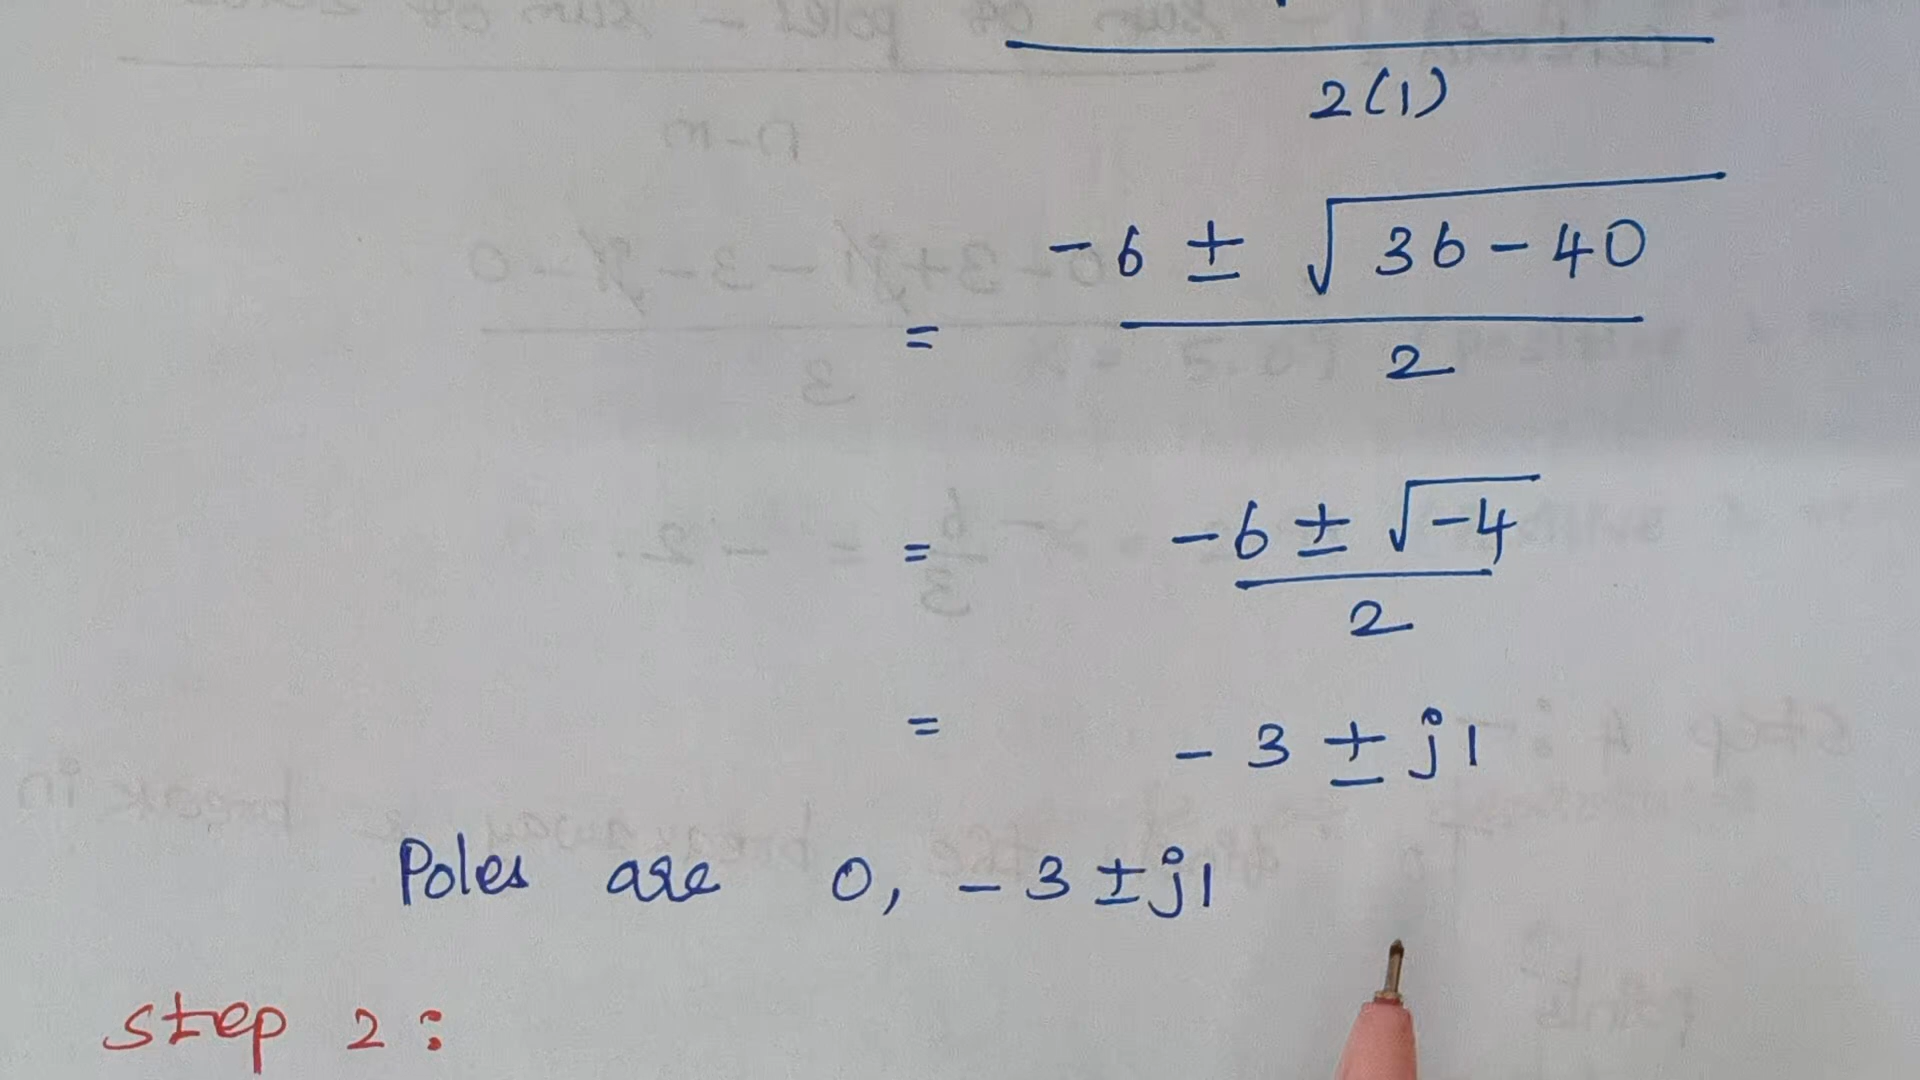 2(1)
= -6 ± √36-40 / 2
= -6 ± √-4 / 2
= -3 ± j1
Poles are 0, -3 ± j1
Step 2: